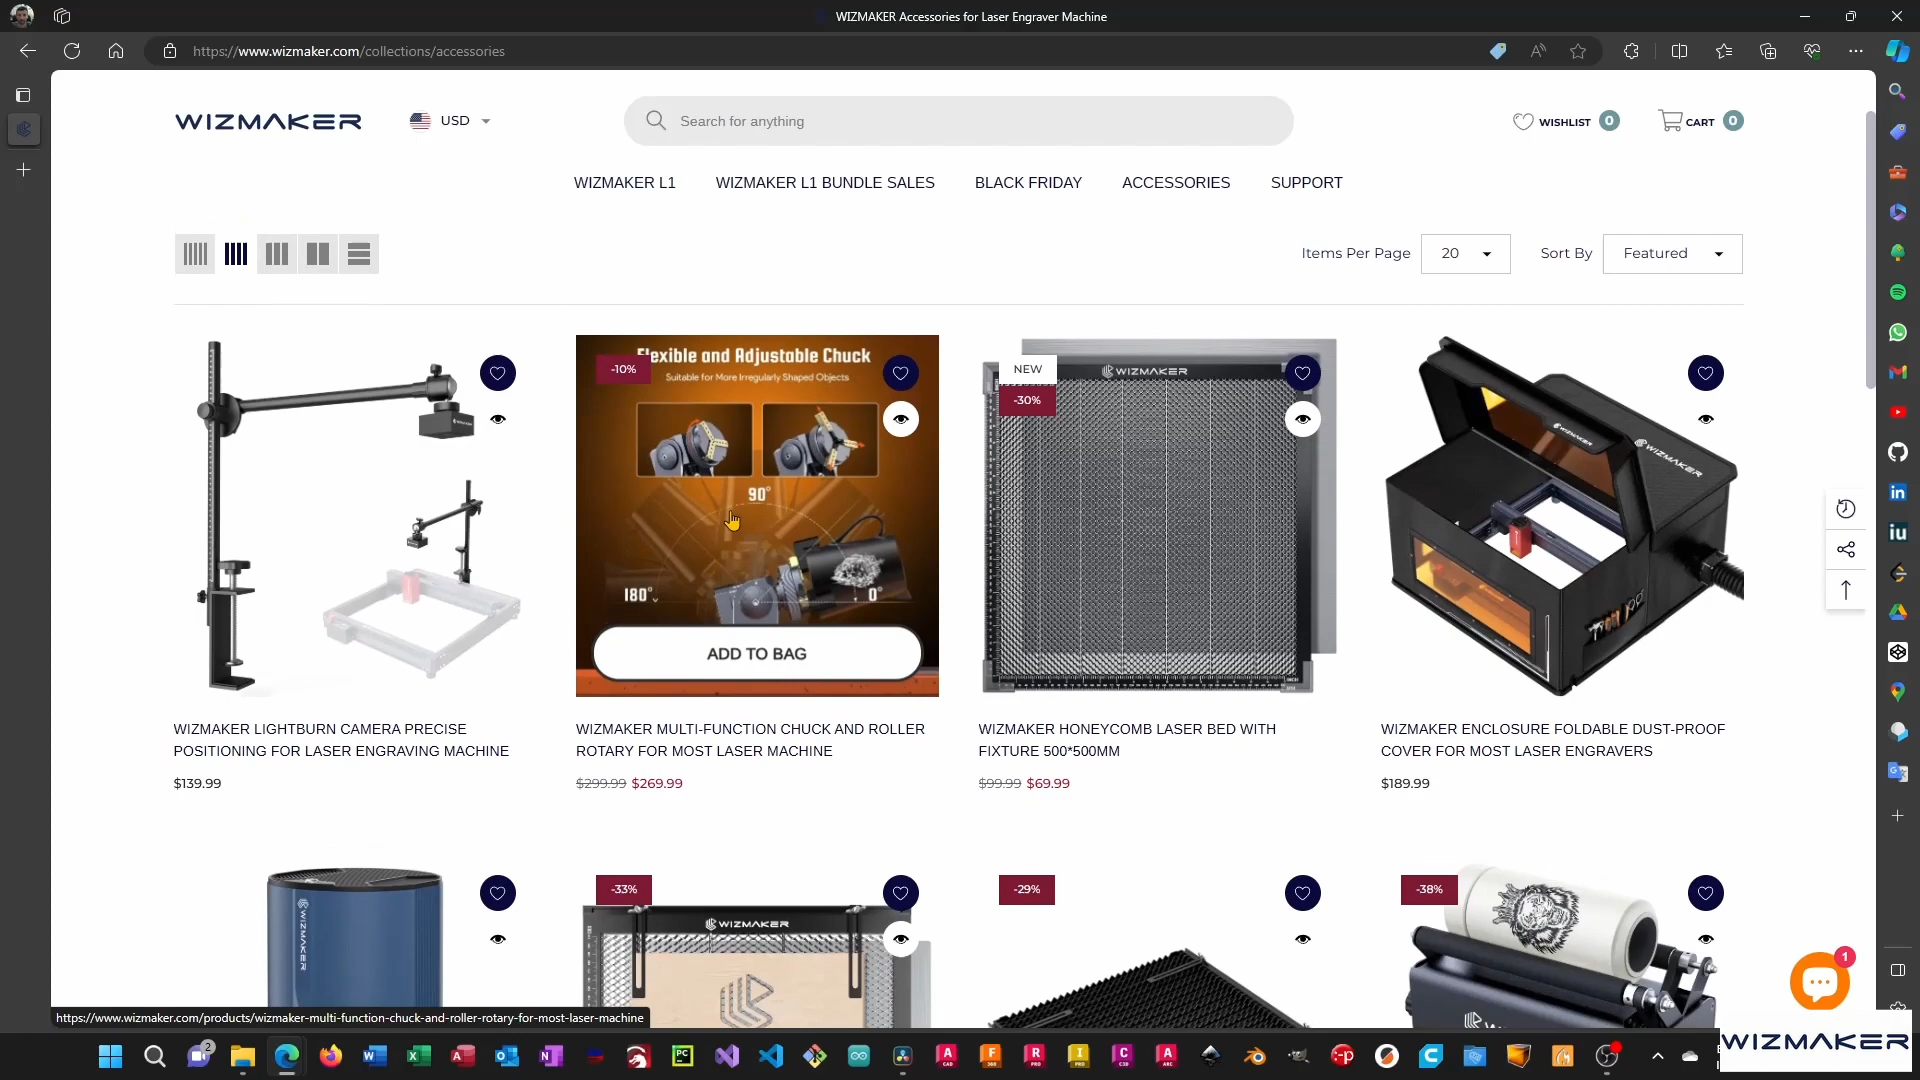 WIZMAKER Accessories for Laser Engraver Machine
https://www.wizmaker.com/collections/accessories
WIZMAKER
USD
Search for anything
WISHLIST 0
CART 0
WIZMAKER L1
WIZMAKER L1 BUNDLE SALES
BLACK FRIDAY
ACCESSORIES
SUPPORT
Items Per Page
20
Sort By
Featured
WIZMAKER LIGHTBURN CAMERA PRECISE
POSITIONING FOR LASER ENGRAVING MACHINE
$139.99
-10%
Flexible and Adjustable Chuck
Suitable for More Irregularly Shaped Objects
90°
180°
0°
ADD TO BAG
WIZMAKER MULTI-FUNCTION CHUCK AND ROLLER
ROTARY FOR MOST LASER MACHINE
$299.99 $269.99
NEW
-30%
WIZMAKER
WIZMAKER HONEYCOMB LASER BED WITH
FIXTURE 500*500MM
$99.99 $69.99
WIZMAKER
WIZMAKER
WIZMAKER ENCLOSURE FOLDABLE DUST-PROOF
COVER FOR MOST LASER ENGRAVERS
$189.99
WIZMAKER
-33%
WIZMAKER
-29%
-38%
1
https://www.wizmaker.com/products/wizmaker-multi-function-chuck-and-roller-rotary-for-most-laser-machine
2
WIZMAKER